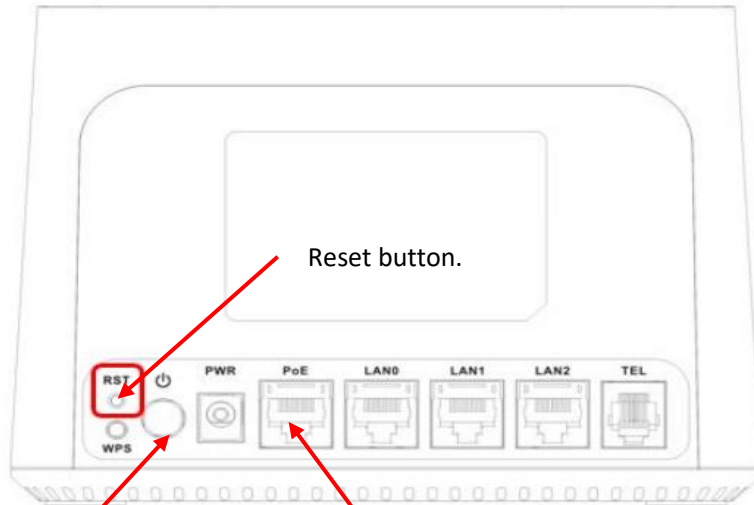 Reset button.
RST
PWR
PoE
LAN0
LAN1
LAN2
TEL
WPS